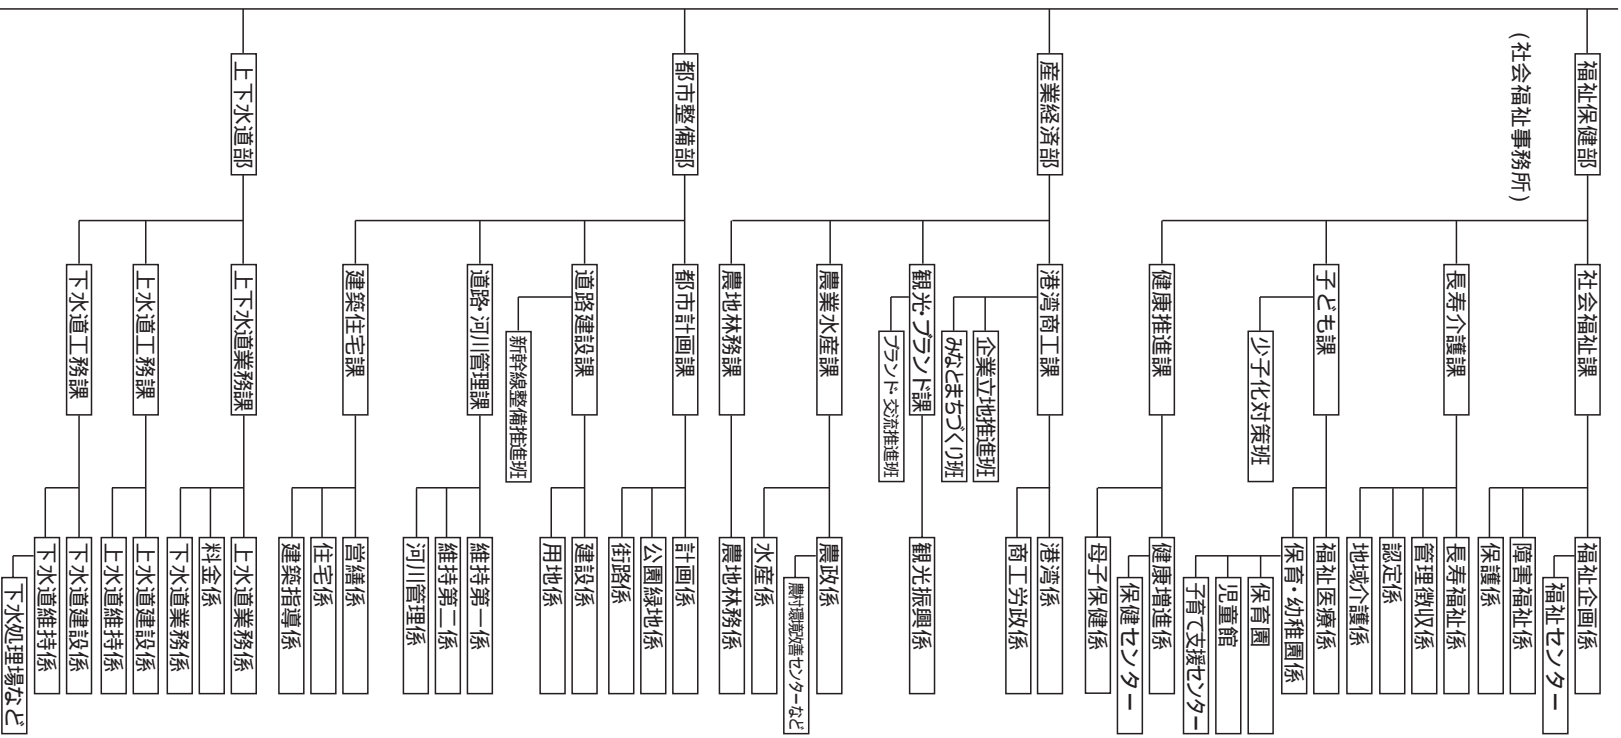 福祉保健部
(社会福祉事務所)
社会福祉課
福祉企画係
福祉センター
障害福祉係
保護係
長寿介護課
長寿福祉係
管理徴収係
認定係
地域介護係
子ども課
少子化対策班
福祉医療係
保育・幼稚園係
保育園
児童館
子育て支援センター
健康推進課
健康増進係
保健センター
母子保健係
産業経済部
港湾商工課
企業立地推進班
みなとまちづくり班
港湾係
商工労政係
観光・ブランド課
ブランド・交流推進班
観光振興係
農業水産課
農政係
農村環境改善センターなど
水産係
農地林務課
農地林務係
都市整備部
都市計画課
計画係
公園緑地係
街路係
道路建設課
新幹線整備推進班
建設係
用地係
道路・河川管理課
維持第一係
維持第二係
河川管理係
建築住宅課
営繕係
住宅係
建築指導係
上下水道部
上下水道業務課
上水道業務係
料金係
下水道業務係
上水道工務課
上水道建設係
上水道維持係
下水道工務課
下水道建設係
下水道維持係
下水処理場など